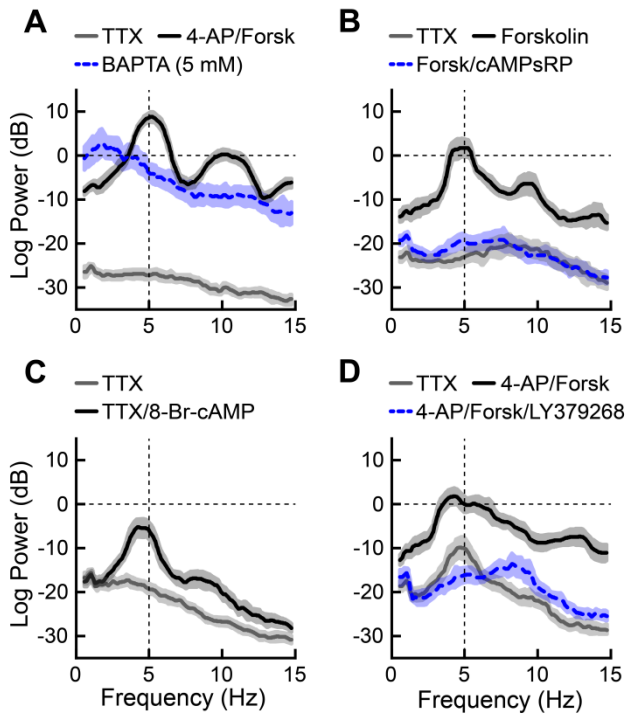 A
TTX 4-AP/Forsk
BAPTA (5 mM)
Log Power (dB)
10
0
-10
-20
-30
0 5 10 15
B
TTX Forskolin
Forsk/cAMPsRP
10
0
-10
-20
-30
0 5 10 15
C
TTX
TTX/8-Br-cAMP
Log Power (dB)
10
0
-10
-20
-30
0 5 10 15
Frequency (Hz)
D
TTX 4-AP/Forsk
4-AP/Forsk/LY379268
10
0
-10
-20
-30
0 5 10 15
Frequency (Hz)